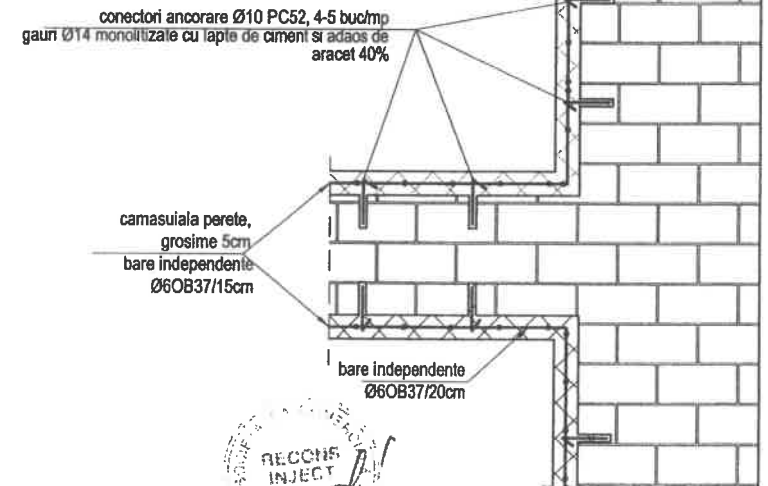 conectori ancorare Ø10 PC52, 4-5 buc/mp
gauri Ø14 monolitizate cu lapte de ciment si adaos de
aracet 40%
camasuiala perete,
grosime 5cm
bare independente
Ø6OB37/15cm
bare independente
Ø6OB37/20cm
RECONS
INJECT